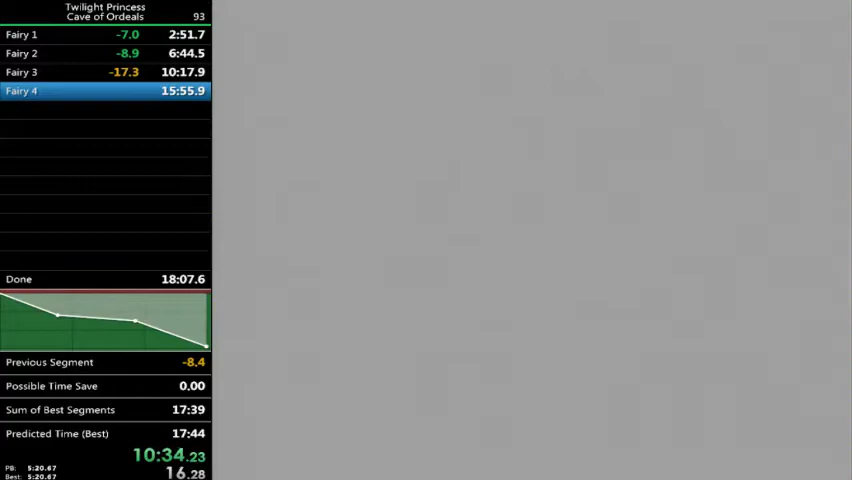 Twilight Princess
Cave of Ordeals 93
Fairy 1 -7.0 2:51.7
Fairy 2 -8.9 6:44.5
Fairy 3 -17.3 10:17.9
Fairy 4 15:55.9
Done 18:07.6
Previous Segment -8.4
Possible Time Save 0.00
Sum of Best Segments 17:39
Predicted Time (Best) 17:44
10:34.23
PB: 5:20.67 16.28
Best: 5:20.67